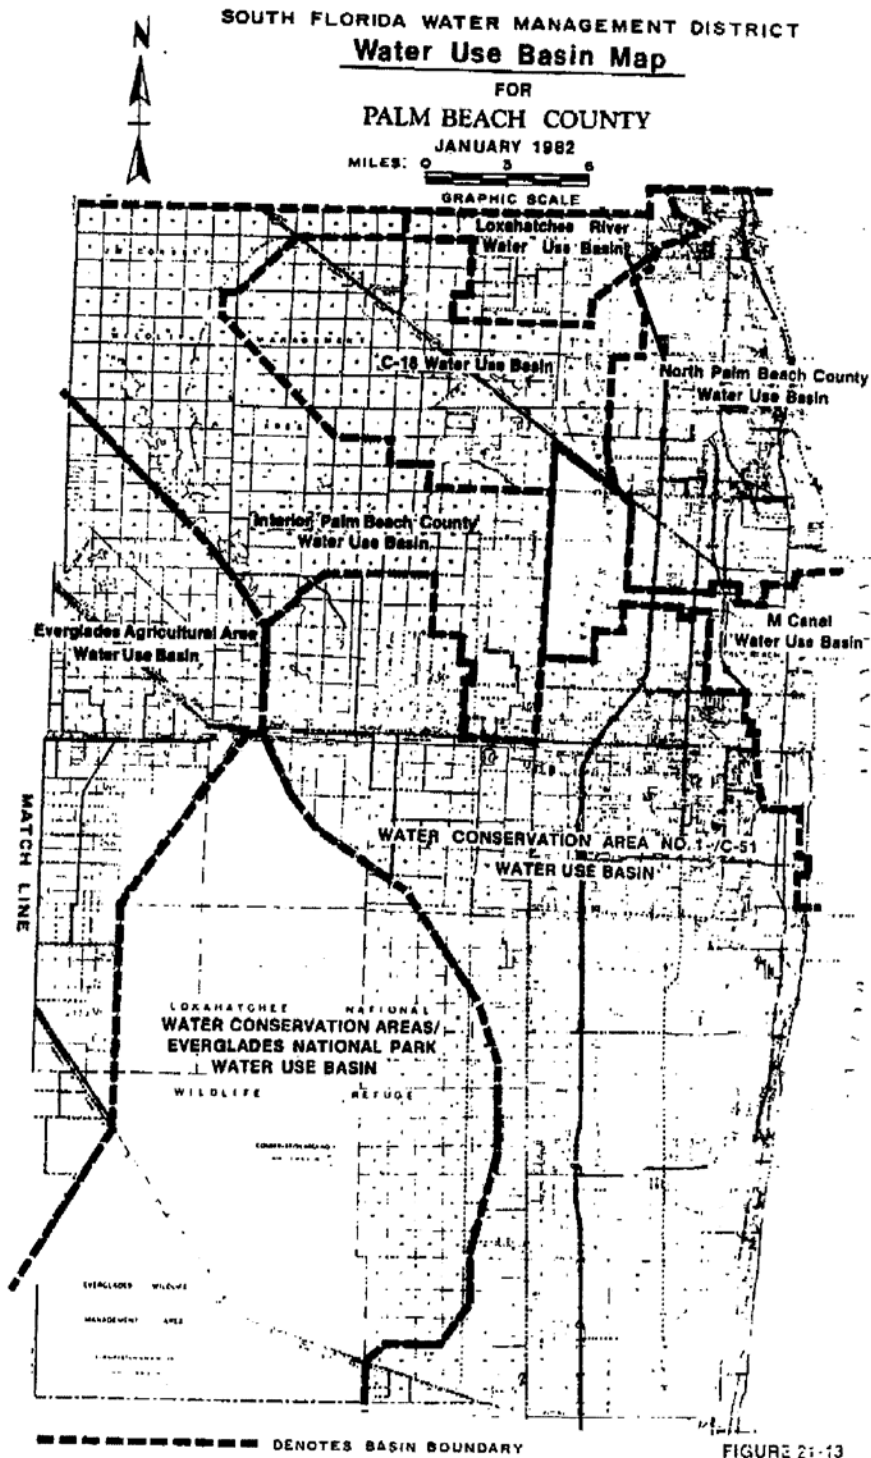 SOUTH FLORIDA WATER MANAGEMENT DISTRICT
Water Use Basin Map
FOR
PALM BEACH COUNTY
JANUARY 1982
N
MILES: 0 3 6
GRAPHIC SCALE
Loxahatchee River
Water Use Basin
C-18 Water Use Basin
North Palm Beach County
Water Use Basin
Interior Palm Beach County
Water Use Basin
Everglades Agricultural Area
Water Use Basin
M Canal
Water Use Basin
MATCH LINE
WATER CONSERVATION AREA NO. 1 /C-51
WATER USE BASIN
LOXAHATCHEE NATIONAL
WATER CONSERVATION AREAS/
EVERGLADES NATIONAL PARK
WATER USE BASIN
WILDLIFE REFUGE
EVERGLADES WILDLIFE
MANAGEMENT AREA
DENOTES BASIN BOUNDARY
FIGURE 21-13